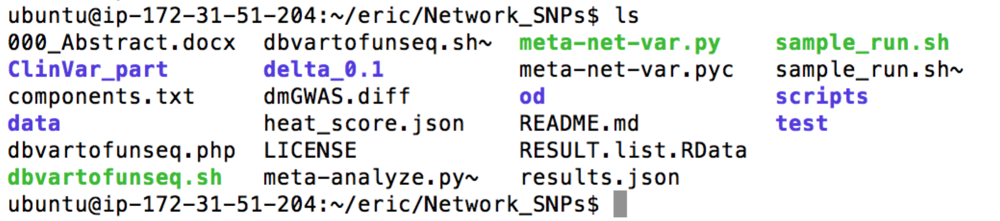 ubuntu@ip-172-31-51-204:~/eric/Network_SNPs$ ls
000_Abstract.docx  dbvartofunseq.sh~  meta-net-var.py    sample_run.sh
ClinVar_part       delta_0.1          meta-net-var.pyc   sample_run.sh~
components.txt     dmGWAS.diff        od                 scripts
data               heat_score.json    README.md          test
dbvartofunseq.php  LICENSE            RESULT.list.RData
dbvartofunseq.sh   meta-analyze.py~   results.json
ubuntu@ip-172-31-51-204:~/eric/Network_SNPs$